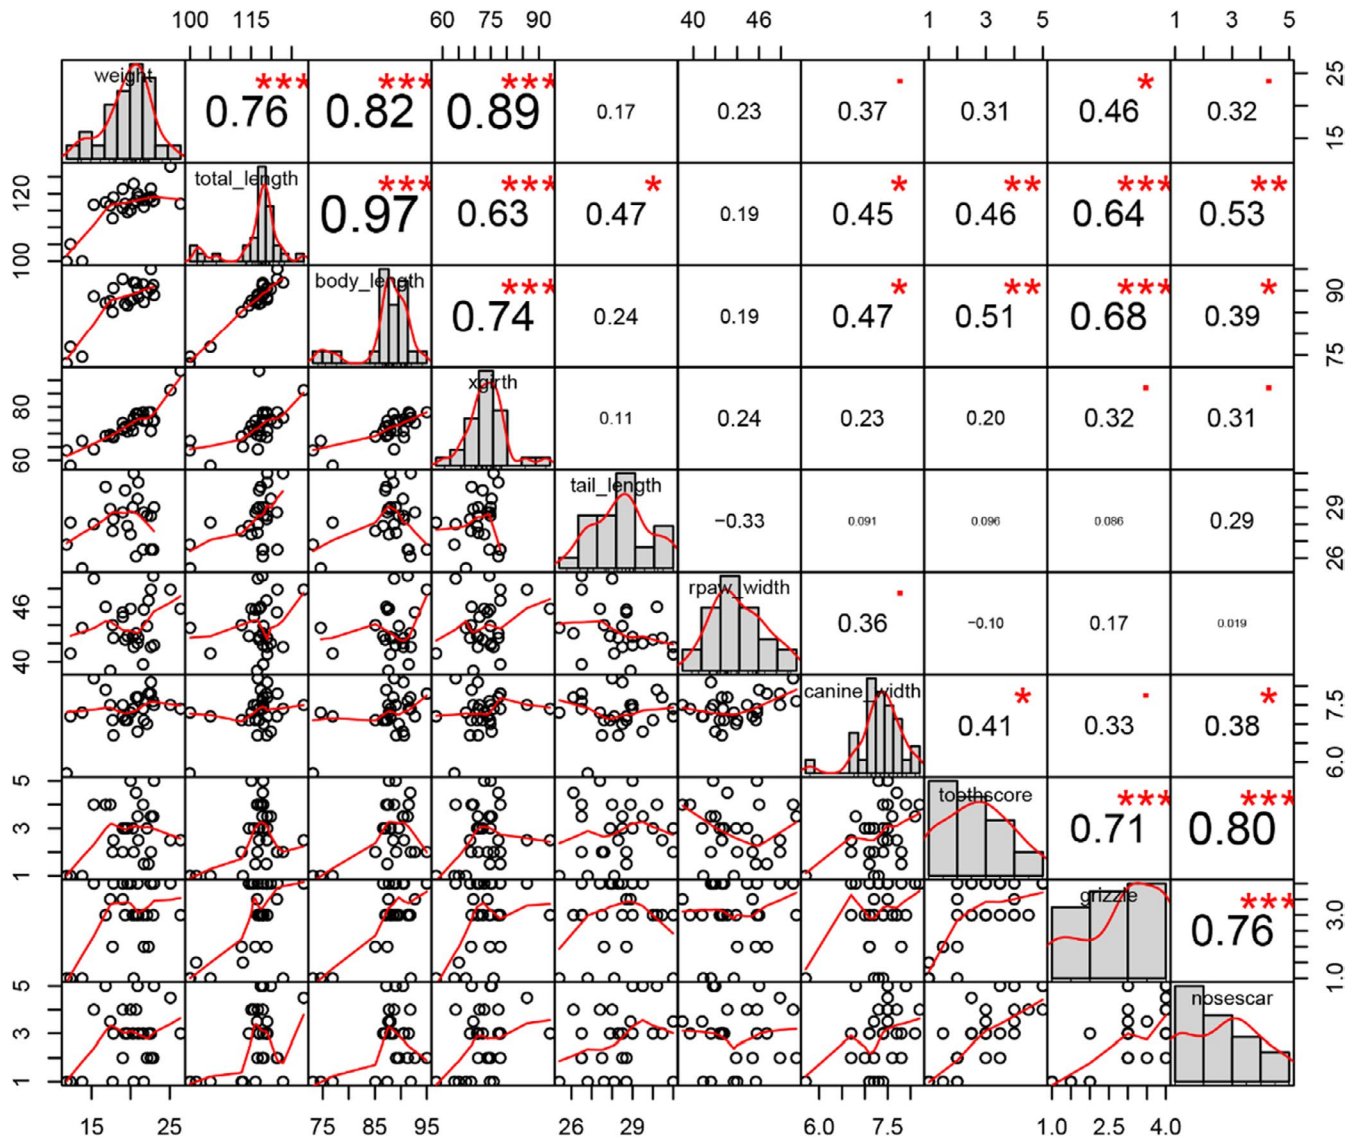 100 115 60 75 90 40 46 1 3 5 1 3 5
weight *** *** *** . * .
0.76 0.82 0.89 0.17 0.23 0.37 0.31 0.46 0.32
15 25
total_length *** *** * * ** *** **
0.97 0.63 0.47 0.19 0.45 0.46 0.64 0.53
100 120
body_length *** * ** *** *
0.74 0.24 0.19 0.47 0.51 0.68 0.39
75 90
xgirth . .
0.11 0.24 0.23 0.20 0.32 0.31
60 80
tail_length
−0.33 0.091 0.096 0.086 0.29
26 29
rpaw_width .
0.36 −0.10 0.17 0.019
40 46
canine_width * . *
0.41 0.33 0.38
6.0 7.5
toothscore *** ***
0.71 0.80
1 3 5
grizzle ***
0.76
1.0 3.0
nosescar
1 3 5
15 25 75 85 95 26 29 6.0 7.5 1.0 2.5 4.0